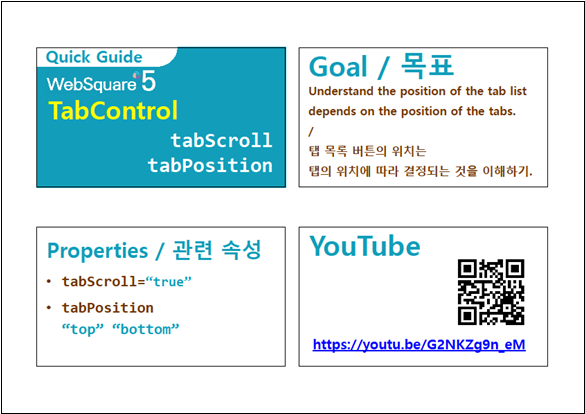 Quick Guide
WebSquare 5
TabControl
tabScroll
tabPosition
Goal / 목표
Understand the position of the tab list
depends on the position of the tabs.
/
탭 목록 버튼의 위치는
탭의 위치에 따라 결정되는 것을 이해하기.
Properties / 관련 속성
• tabScroll=“true”
• tabPosition
“top” “bottom”
YouTube
https://youtu.be/G2NKZg9n_eM